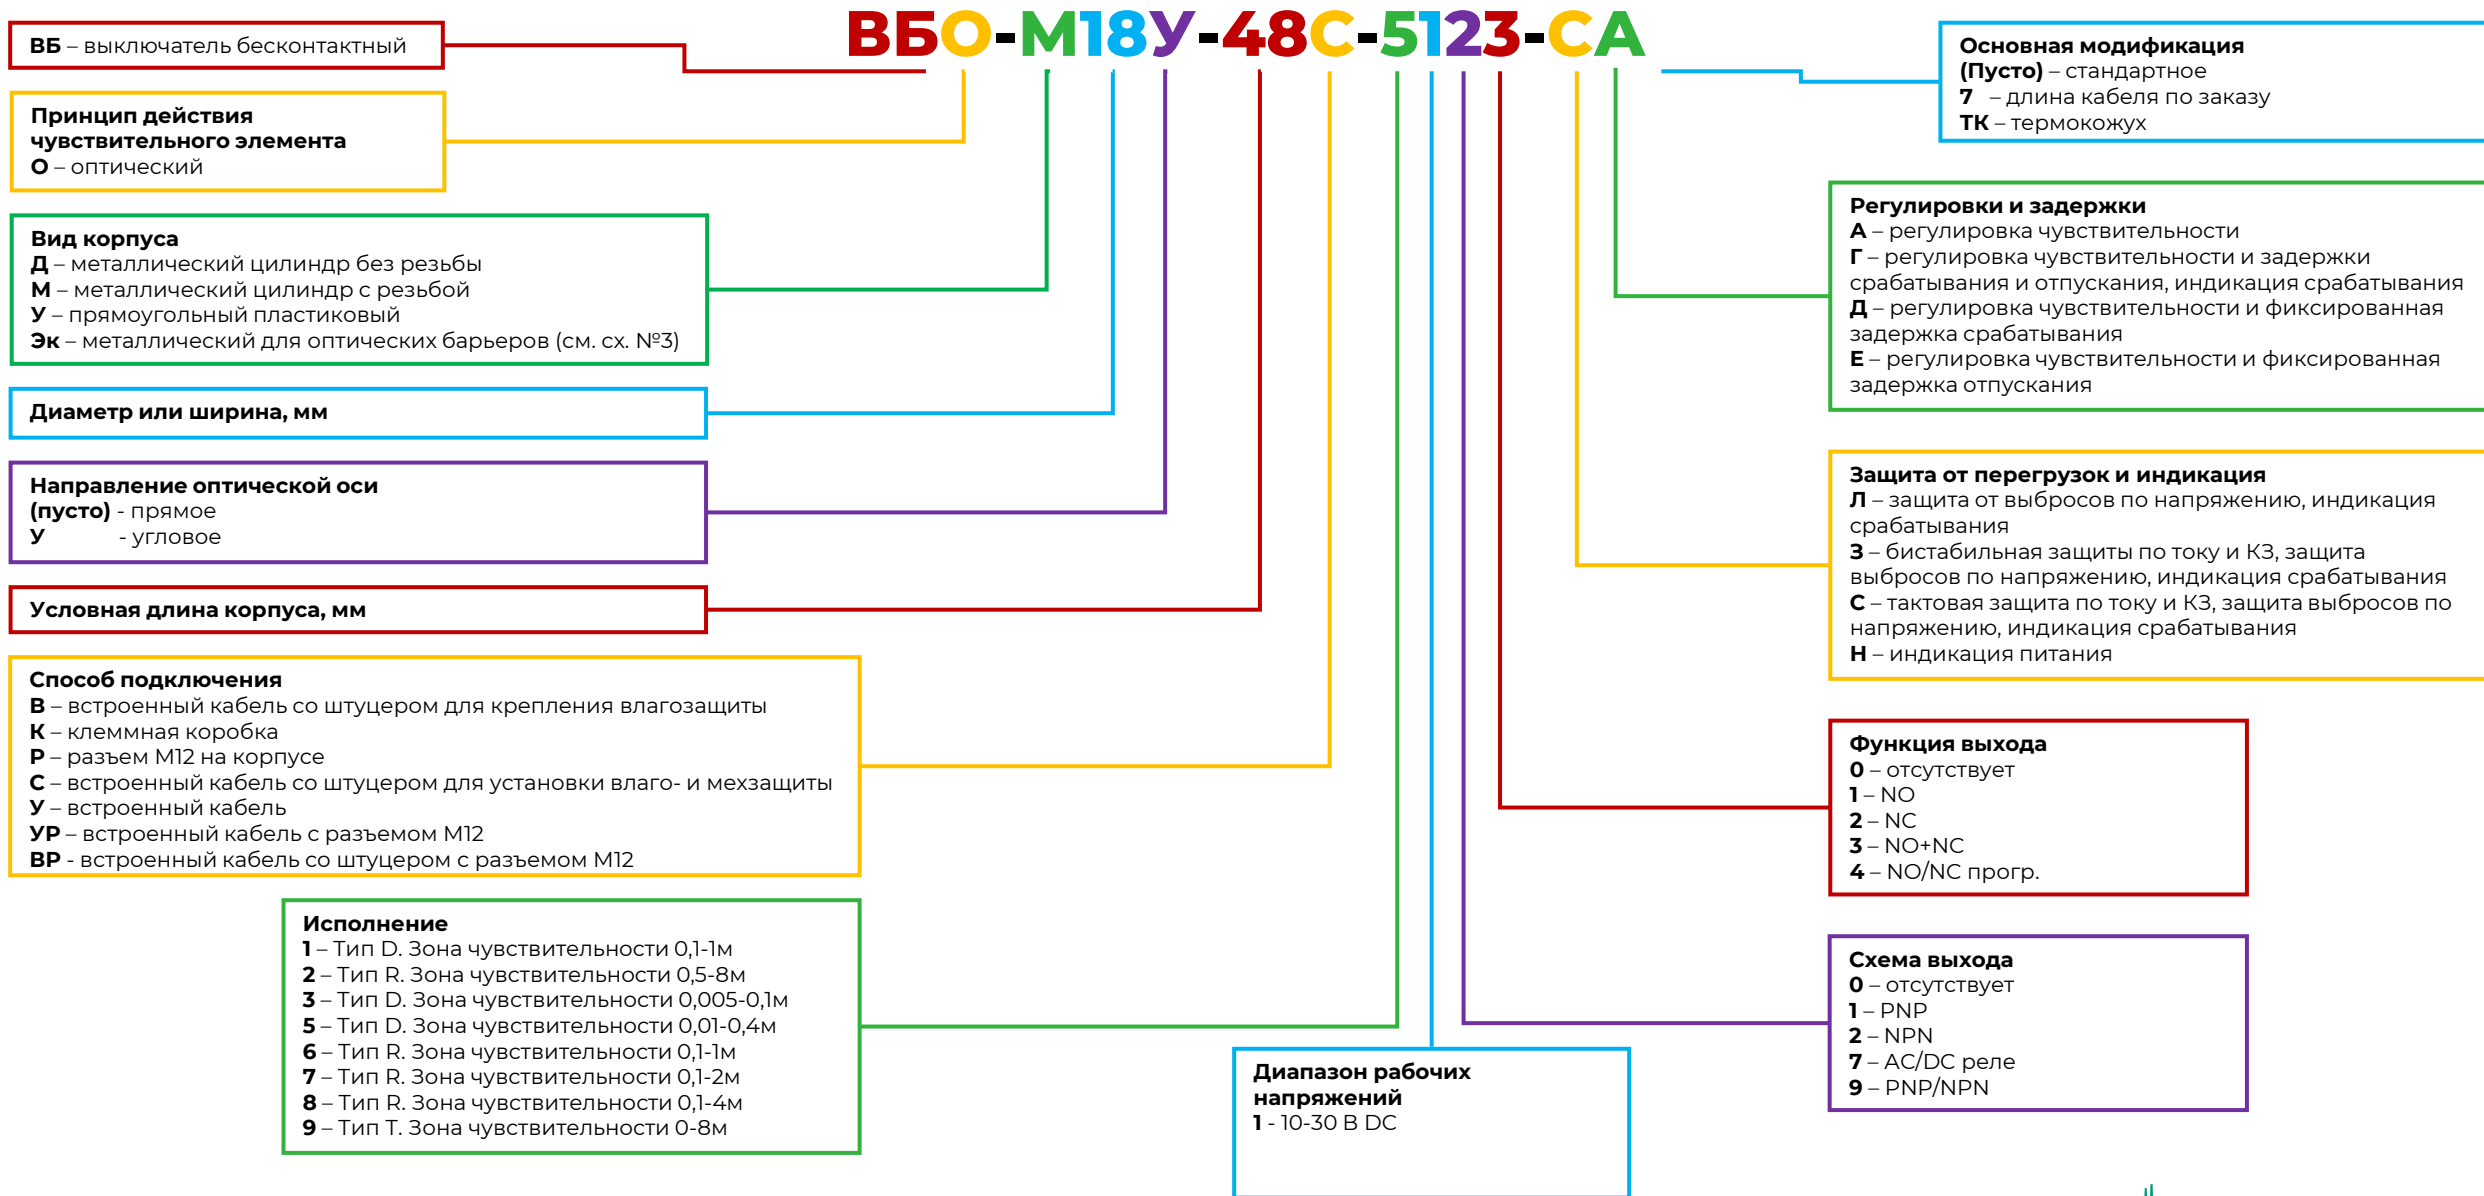 ВБО-М18У-48С-5123-СА
ВБ – выключатель бесконтактный
Принцип действия
чувствительного элемента
О – оптический
Вид корпуса
Д – металлический цилиндр без резьбы
М – металлический цилиндр с резьбой
У – прямоугольный пластиковый
Эк – металлический для оптических барьеров (см. сх. №3)
Диаметр или ширина, мм
Направление оптической оси
(пусто) - прямое
У - угловое
Условная длина корпуса, мм
Способ подключения
В – встроенный кабель со штуцером для крепления влагозащиты
К – клеммная коробка
Р – разъем М12 на корпусе
С – встроенный кабель со штуцером для установки влаго- и мехзащиты
У – встроенный кабель
УР – встроенный кабель с разъемом М12
ВР - встроенный кабель со штуцером с разъемом М12
Исполнение
1 – Тип D. Зона чувствительности 0,1-1м
2 – Тип R. Зона чувствительности 0,5-8м
3 – Тип D. Зона чувствительности 0,005-0,1м
5 – Тип D. Зона чувствительности 0,01-0,4м
6 – Тип R. Зона чувствительности 0,1-1м
7 – Тип R. Зона чувствительности 0,1-2м
8 – Тип R. Зона чувствительности 0,1-4м
9 – Тип Т. Зона чувствительности 0-8м
Диапазон рабочих
напряжений
1 - 10-30 В DC
Основная модификация
(Пусто) – стандартное
7 – длина кабеля по заказу
ТК – термокожух
Регулировки и задержки
А – регулировка чувствительности
Г – регулировка чувствительности и задержки
срабатывания и отпускания, индикация срабатывания
Д – регулировка чувствительности и фиксированная
задержка срабатывания
Е – регулировка чувствительности и фиксированная
задержка отпускания
Защита от перегрузок и индикация
Л – защита от выбросов по напряжению, индикация
срабатывания
З – бистабильная защиты по току и КЗ, защита
выбросов по напряжению, индикация срабатывания
С – тактовая защита по току и КЗ, защита выбросов по
напряжению, индикация срабатывания
Н – индикация питания
Функция выхода
0 – отсутствует
1 – NO
2 – NC
3 – NO+NC
4 – NO/NC прогр.
Схема выхода
0 – отсутствует
1 – PNP
2 – NPN
7 – AC/DC реле
9 – PNP/NPN